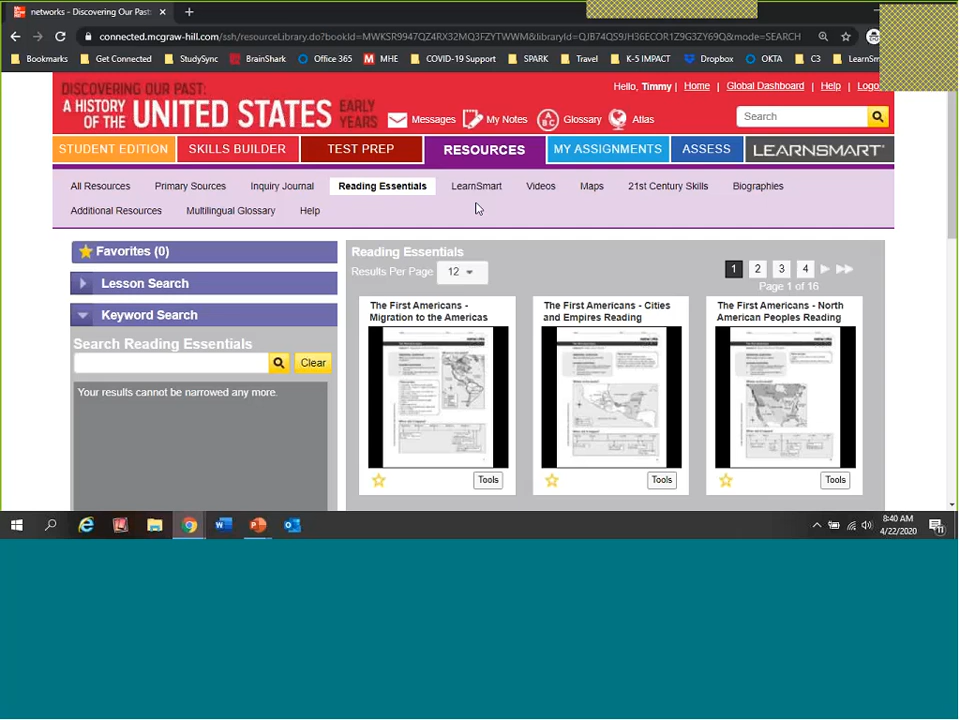 networks - Discovering Our Past:
connected.mcgraw-hill.com/ssh/resourceLibrary.do?bookId=MWKSR9947QZ4RX32MQ3FZYTWWM&libraryId=QJB74QS9JH36ECOR1Z9G3ZY69Q&mode=SEARCH
Bookmarks Get Connected StudySync BrainShark Office 365 MHE COVID-19 Support SPARK Travel K-5 IMPACT Dropbox OKTA C3 LearnSm
DISCOVERING OUR PAST:
A HISTORY OF THE UNITED STATES EARLY YEARS
Hello, Timmy | Home | Global Dashboard | Help | Logo
Messages My Notes Glossary Atlas Search
STUDENT EDITION SKILLS BUILDER TEST PREP RESOURCES MY ASSIGNMENTS ASSESS LEARNSMART
All Resources Primary Sources Inquiry Journal Reading Essentials LearnSmart Videos Maps 21st Century Skills Biographies
Additional Resources Multilingual Glossary Help
Favorites (0)
Lesson Search
Keyword Search
Search Reading Essentials
Clear
Your results cannot be narrowed any more.
Reading Essentials
Results Per Page 12
1 2 3 4
Page 1 of 16
The First Americans -
Migration to the Americas
Tools
The First Americans - Cities
and Empires Reading
Tools
The First Americans - North
American Peoples Reading
Tools
8:40 AM
4/22/2020